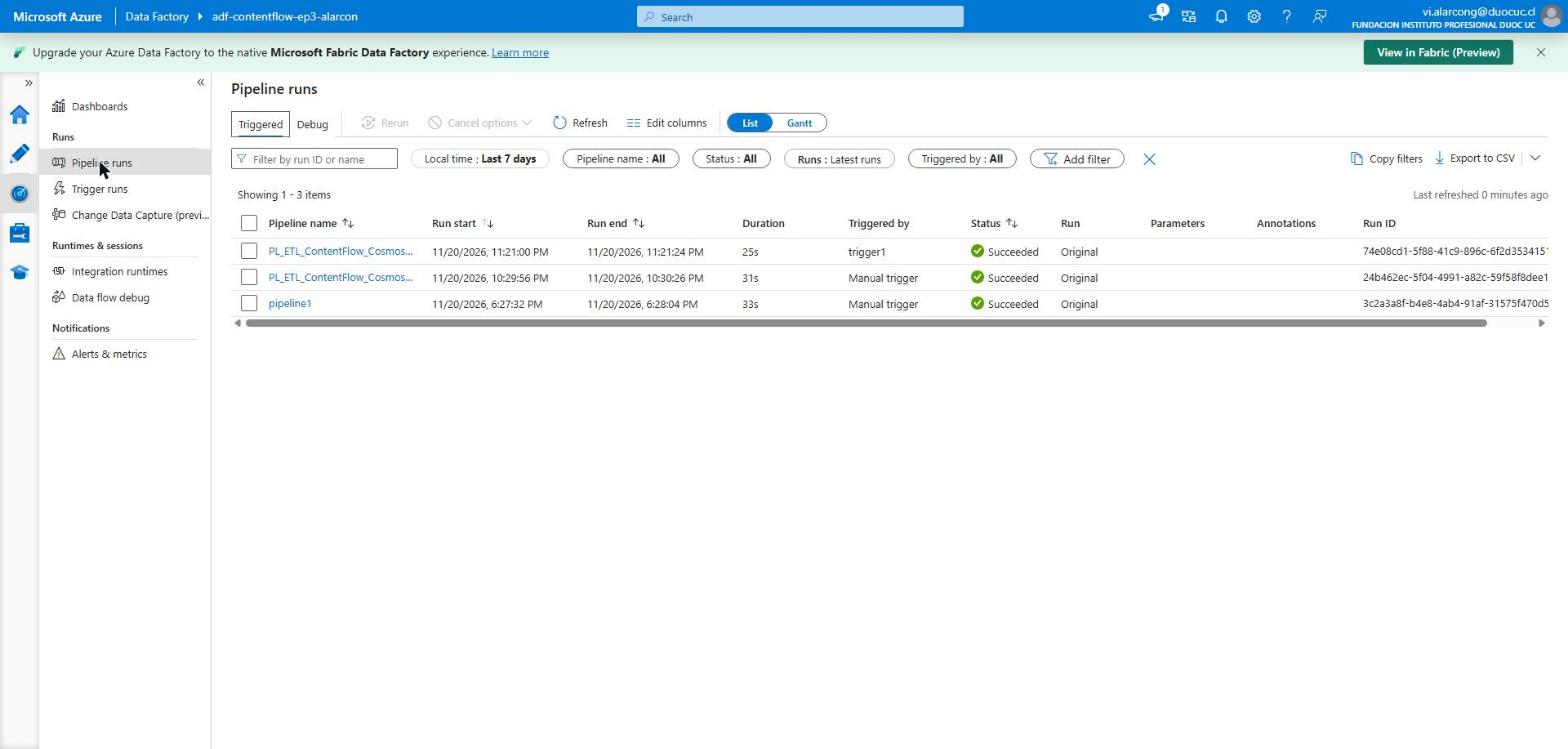 Microsoft Azure Data Factory adf-contentflow-ep3-alarcon Search 1 vi.alarcong@duocuc.cl
FUNDACION INSTITUTO PROFESIONAL DUOC UC
Upgrade your Azure Data Factory to the native Microsoft Fabric Data Factory experience. Learn more View in Fabric (Preview)
Dashboards
Runs
Pipeline runs
Trigger runs
Change Data Capture (previ...
Runtimes & sessions
Integration runtimes
Data flow debug
Notifications
Alerts & metrics
Pipeline runs
Triggered Debug Rerun Cancel options Refresh Edit columns List Gantt
Filter by run ID or name Local time : Last 7 days Pipeline name : All Status : All Runs : Latest runs Triggered by : All Add filter Copy filters Export to CSV
Showing 1 - 3 items Last refreshed 0 minutes ago
Pipeline name Run start Run end Duration Triggered by Status Run Parameters Annotations Run ID
PL_ETL_ContentFlow_Cosmos... 11/20/2026, 11:21:00 PM 11/20/2026, 11:21:24 PM 25s trigger1 Succeeded Original 74e08cd1-5f88-41c9-896c-6f2d3534151
PL_ETL_ContentFlow_Cosmos... 11/20/2026, 10:29:56 PM 11/20/2026, 10:30:26 PM 31s Manual trigger Succeeded Original 24b462ec-5f04-4991-a82c-59f58f8dee1
pipeline1 11/20/2026, 6:27:32 PM 11/20/2026, 6:28:04 PM 33s Manual trigger Succeeded Original 3c2a3a8f-b4e8-4ab4-91af-31575f470d5